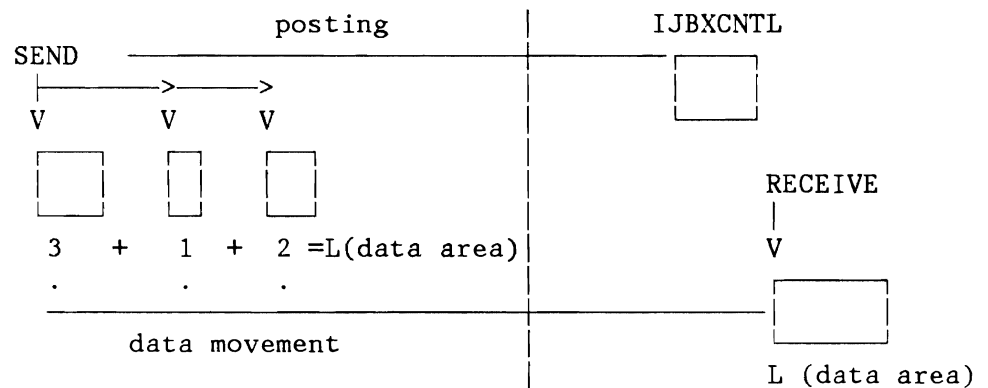 posting IJBXCNTL
SEND
> >
V V V
RECEIVE
3 + 1 + 2 =L(data area)
V
. . .
data movement
L (data area)